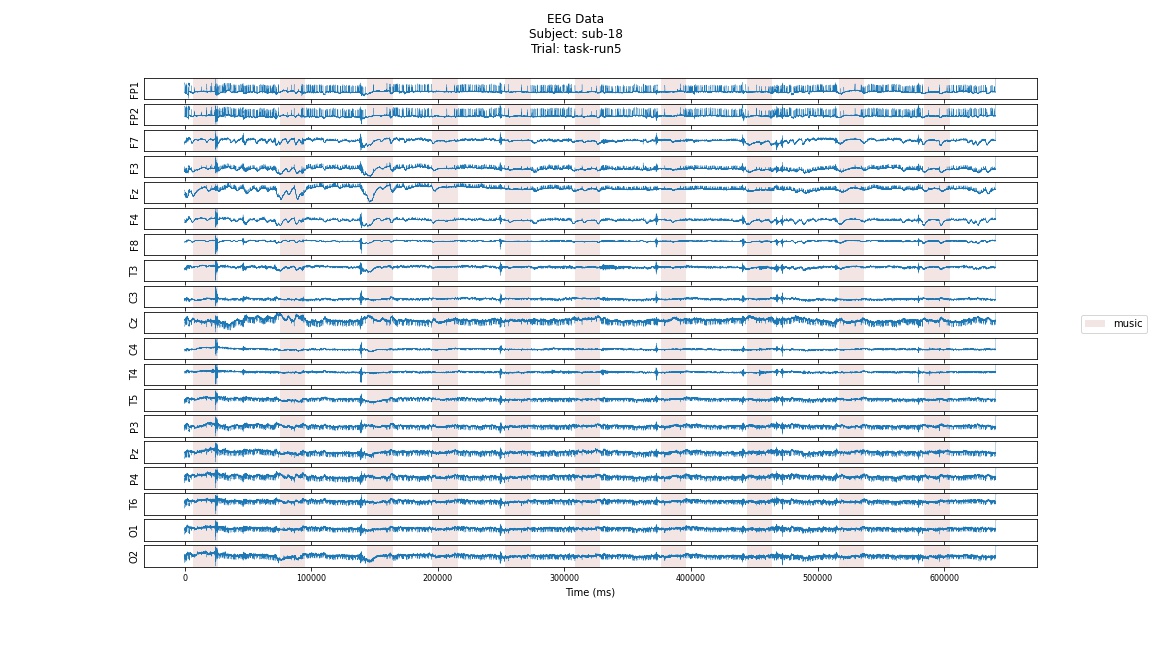 EEG Data
Subject: sub-18
Trial: task-run5
FP1
FP2
F7
F3
Fz
F4
F8
T3
C3
Cz
C4
T4
T5
P3
Pz
P4
T6
O1
O2
music
0 100000 200000 300000 400000 500000 600000
Time (ms)